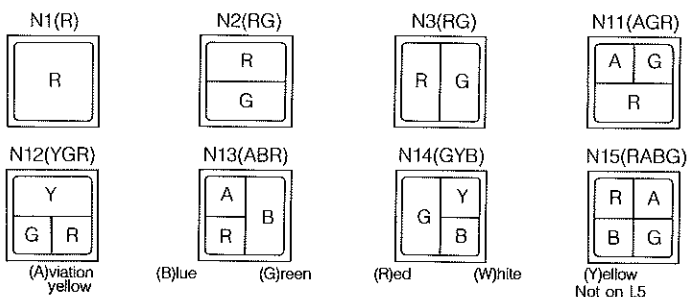 N1(R) N2(RG) N3(RG) N11(AGR)
R R G R G A G R
N12(YGR) N13(ABR) N14(GYB) N15(RABG)
Y G R A R B G Y B R A B G
(A)viation yellow (B)lue (G)reen (R)ed (W)hite (Y)ellow
Not on L5